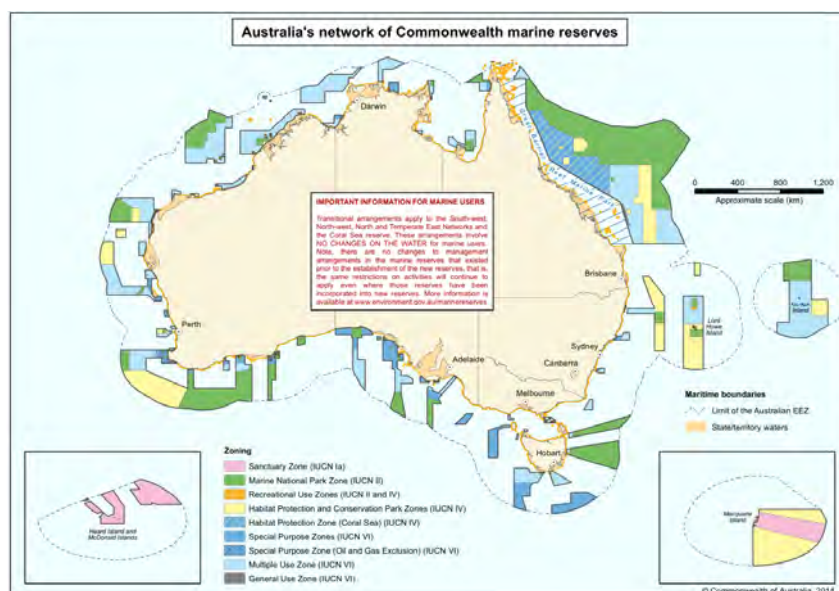 Australia's network of Commonwealth marine reserves
Darwin
Great Barrier Reef Marine Park
0 400 800 1,200
Approximate scale (km)
IMPORTANT INFORMATION FOR MARINE USERS
Transitional arrangements apply to the South-west,
North-west, North and Temperate East Networks and
the Coral Sea reserve. These arrangements involve
NO CHANGES ON THE WATER for marine users.
Note, there are no changes to management
arrangements in the marine reserves that existed
prior to the establishment of the new reserves, that is,
the same restrictions on activities will continue to
apply even where those reserves have been
incorporated into new reserves. More information is
available at www.environment.gov.au/marinereserves
Brisbane
Lord
Howe
Island
Island
Perth
Sydney
Adelaide
Canberra
Melbourne
Hobart
Maritime boundaries
Limit of the Australian EEZ
State/territory waters
Zoning
Sanctuary Zone (IUCN Ia)
Marine National Park Zone (IUCN II)
Recreational Use Zones (IUCN II and IV)
Habitat Protection and Conservation Park Zones (IUCN IV)
Habitat Protection Zone (Coral Sea) (IUCN IV)
Special Purpose Zones (IUCN VI)
Special Purpose Zone (Oil and Gas Exclusion) (IUCN VI)
Multiple Use Zone (IUCN VI)
General Use Zone (IUCN VI)
Heard Island and
McDonald Islands
Macquarie
Island
© Commonwealth of Australia,